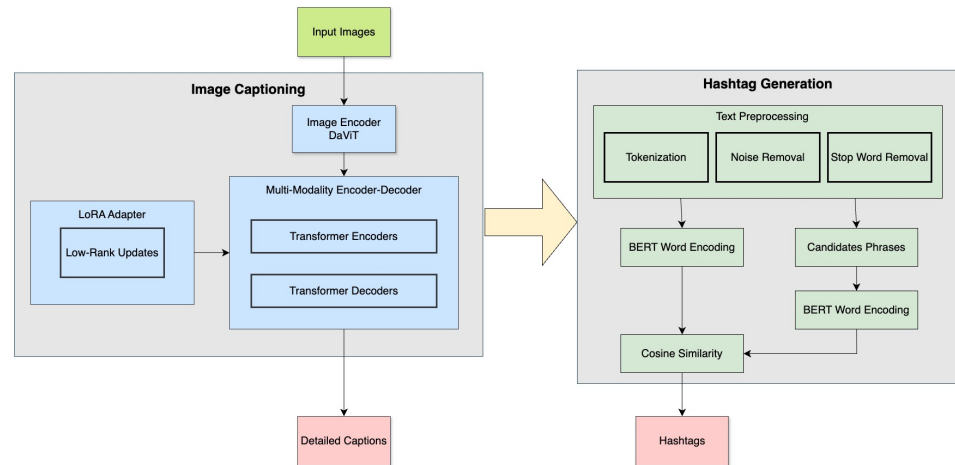 Input Images
Image Captioning
Image Encoder
DaViT
Multi-Modality Encoder-Decoder
LoRA Adapter
Low-Rank Updates
Transformer Encoders
Transformer Decoders
Detailed Captions
Hashtag Generation
Text Preprocessing
Tokenization
Noise Removal
Stop Word Removal
BERT Word Encoding
Candidates Phrases
BERT Word Encoding
Cosine Similarity
Hashtags